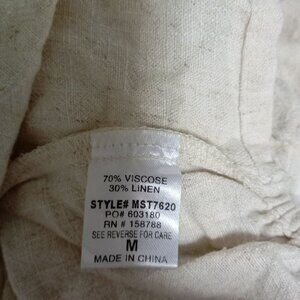 70% VISCOSE
30% LINEN
STYLE# MST7620
PO# 603180
RN # 158788
SEE REVERSE FOR CARE
M
MADE IN CHINA